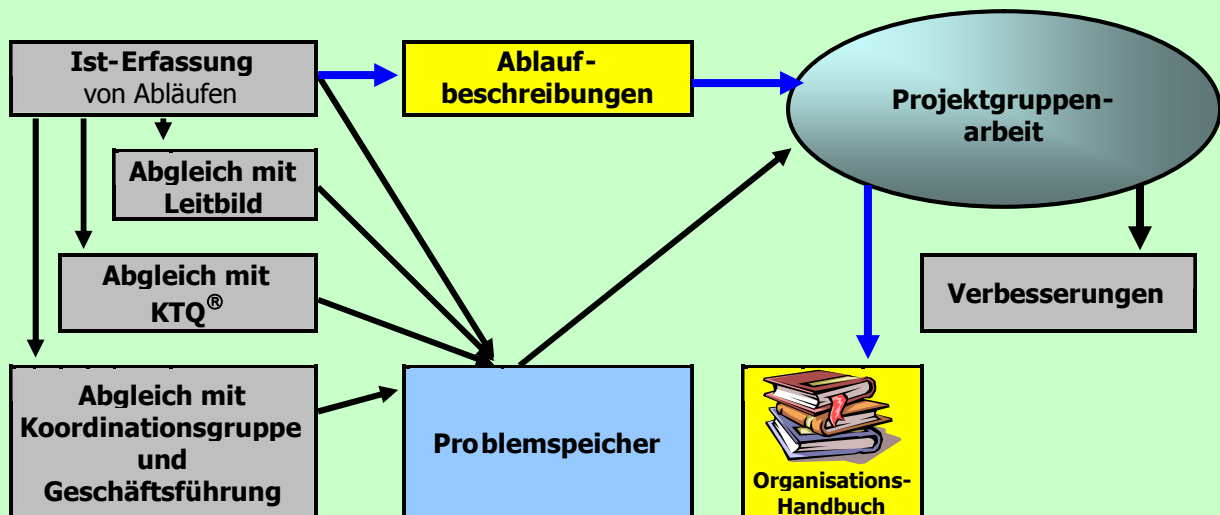 Ist-Erfassung
von Abläufen
Ablauf-
beschreibungen
Projektgruppen-
arbeit
Abgleich mit
Leitbild
Abgleich mit
KTQ®
Verbesserungen
Abgleich mit
Koordinationsgruppe
und
Geschäftsführung
Problemspeicher
Organisations-
Handbuch